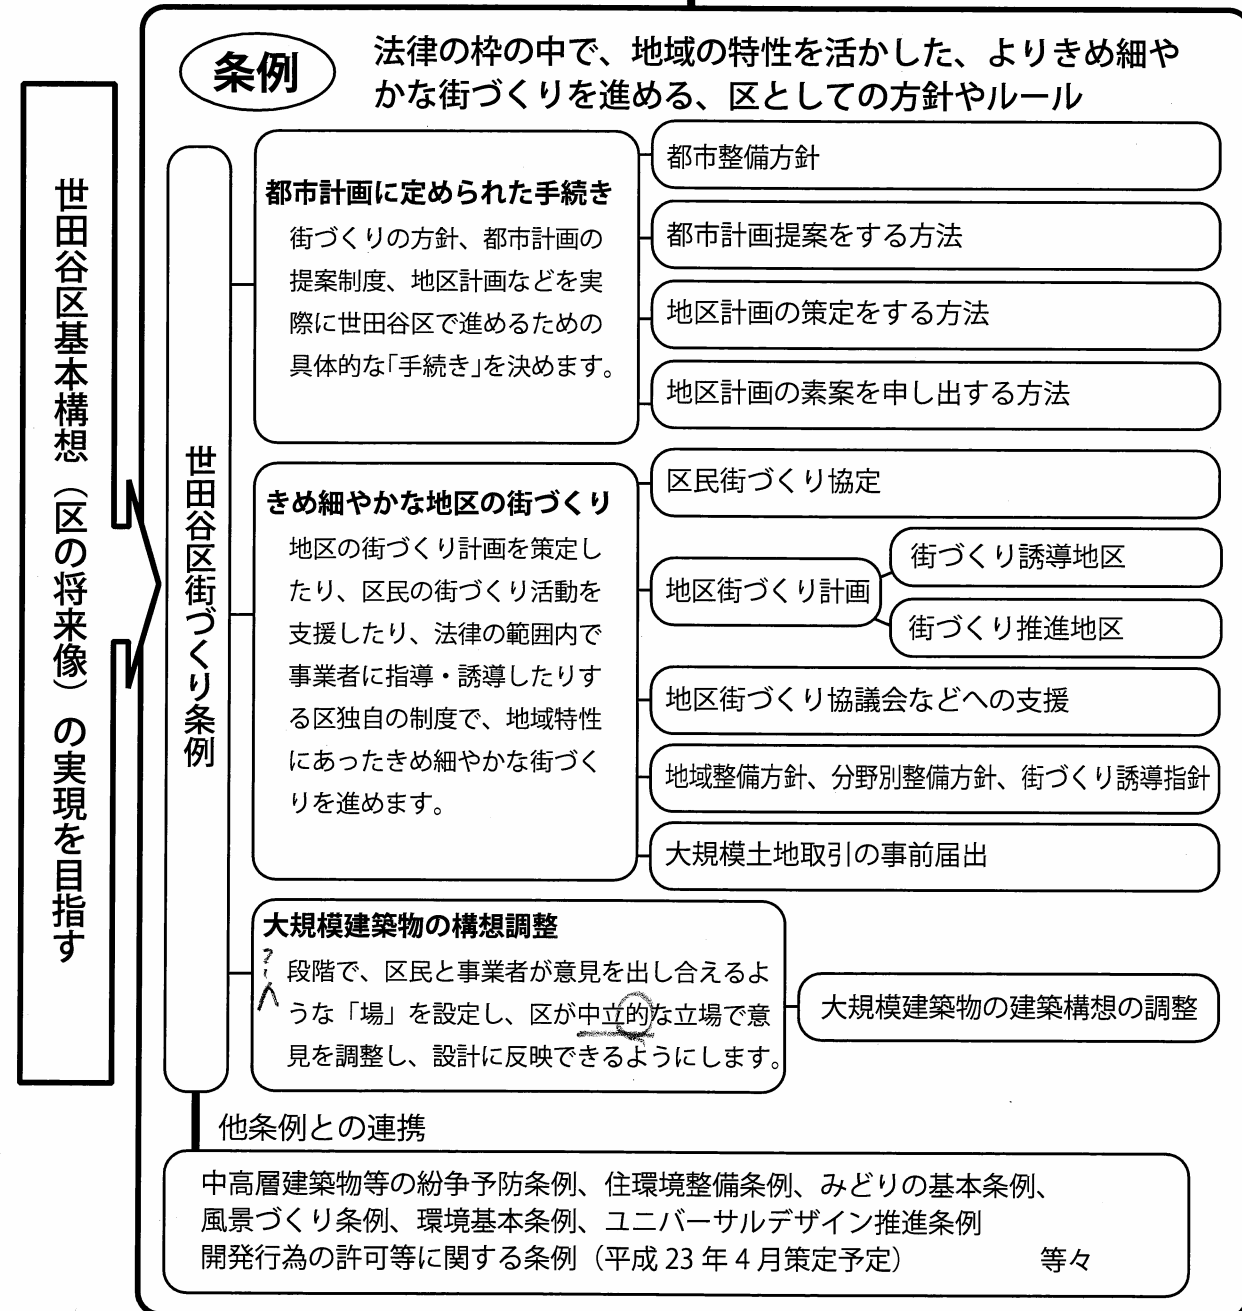 条例
法律の枠の中で、地域の特性を活かした、よりきめ細や
かな街づくりを進める、区としての方針やルール
世田谷区基本構想（区の将来像）の実現を目指す
世田谷区街づくり条例
都市計画に定められた手続き
街づくりの方針、都市計画の
提案制度、地区計画などを実
際に世田谷区で進めるための
具体的な「手続き」を決めます。
都市整備方針
都市計画提案をする方法
地区計画の策定をする方法
地区計画の素案を申し出する方法
きめ細やかな地区の街づくり
地区の街づくり計画を策定し
たり、区民の街づくり活動を
支援したり、法律の範囲内で
事業者に指導・誘導したりす
る区独自の制度で、地域特性
にあったきめ細やかな街づく
りを進めます。
区民街づくり協定
地区街づくり計画
街づくり誘導地区
街づくり推進地区
地区街づくり協議会などへの支援
地域整備方針、分野別整備方針、街づくり誘導指針
大規模土地取引の事前届出
大規模建築物の構想調整
段階で、区民と事業者が意見を出し合えるよ
うな「場」を設定し、区が中立的な立場で意
見を調整し、設計に反映できるようにします。
大規模建築物の建築構想の調整
他条例との連携
中高層建築物等の紛争予防条例、住環境整備条例、みどりの基本条例、
風景づくり条例、環境基本条例、ユニバーサルデザイン推進条例
開発行為の許可等に関する条例（平成 23 年 4 月策定予定） 等々